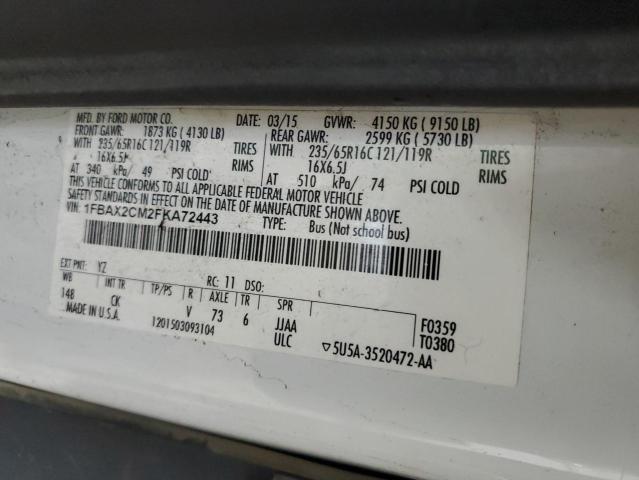 MFD. BY FORD MOTOR CO. DATE: 03/15 GVWR: 4150 KG ( 9150 LB)
FRONT GAWR: 1873 KG ( 4130 LB) REAR GAWR: 2599 KG ( 5730 LB)
WITH 235/65R16C 121/119R TIRES WITH 235/65R16C 121/119R TIRES
16X6.5J RIMS 16X6.5J RIMS
AT 340 kPa/ 49 PSI COLD AT 510 kPa/ 74 PSI COLD
THIS VEHICLE CONFORMS TO ALL APPLICABLE FEDERAL MOTOR VEHICLE
SAFETY STANDARDS IN EFFECT ON THE DATE OF MANUFACTURE SHOWN ABOVE.
VIN: 1FBAX2CM2FKA72443 TYPE: Bus (Not school bus)
EXT PNT: YZ RC: 11 DSO:
WB INT TR TP/PS R AXLE TR SPR F0359
148 CK V 73 6 JJAA T0380
MADE IN U.S.A. 1201503093104 ULC ▽5U5A-3520472-AA